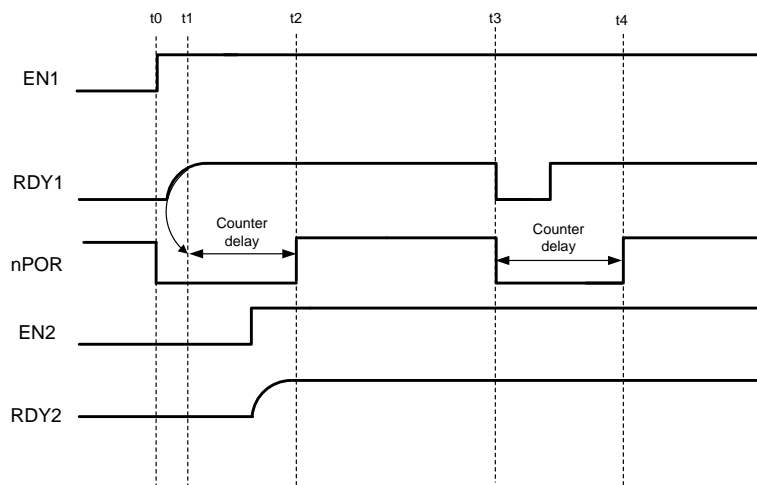 t0
t1
t2
t3
t4
EN1
RDY1
Counter
delay
Counter
delay
nPOR
EN2
RDY2